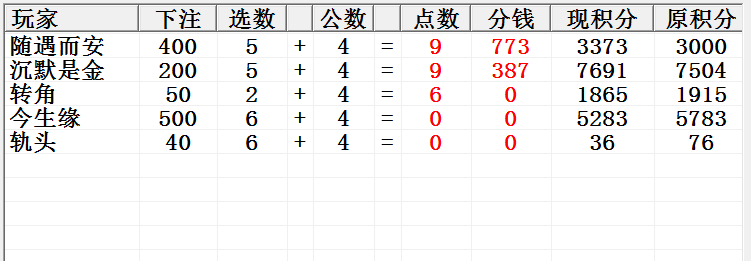 玩家 下注 选数 公数 点数 分钱 现积分 原积分
随遇而安 400 5 + 4 = 9 773 3373 3000
沉默是金 200 5 + 4 = 9 387 7691 7504
转角 50 2 + 4 = 6 0 1865 1915
今生缘 500 6 + 4 = 0 0 5283 5783
轨头 40 6 + 4 = 0 0 36 76